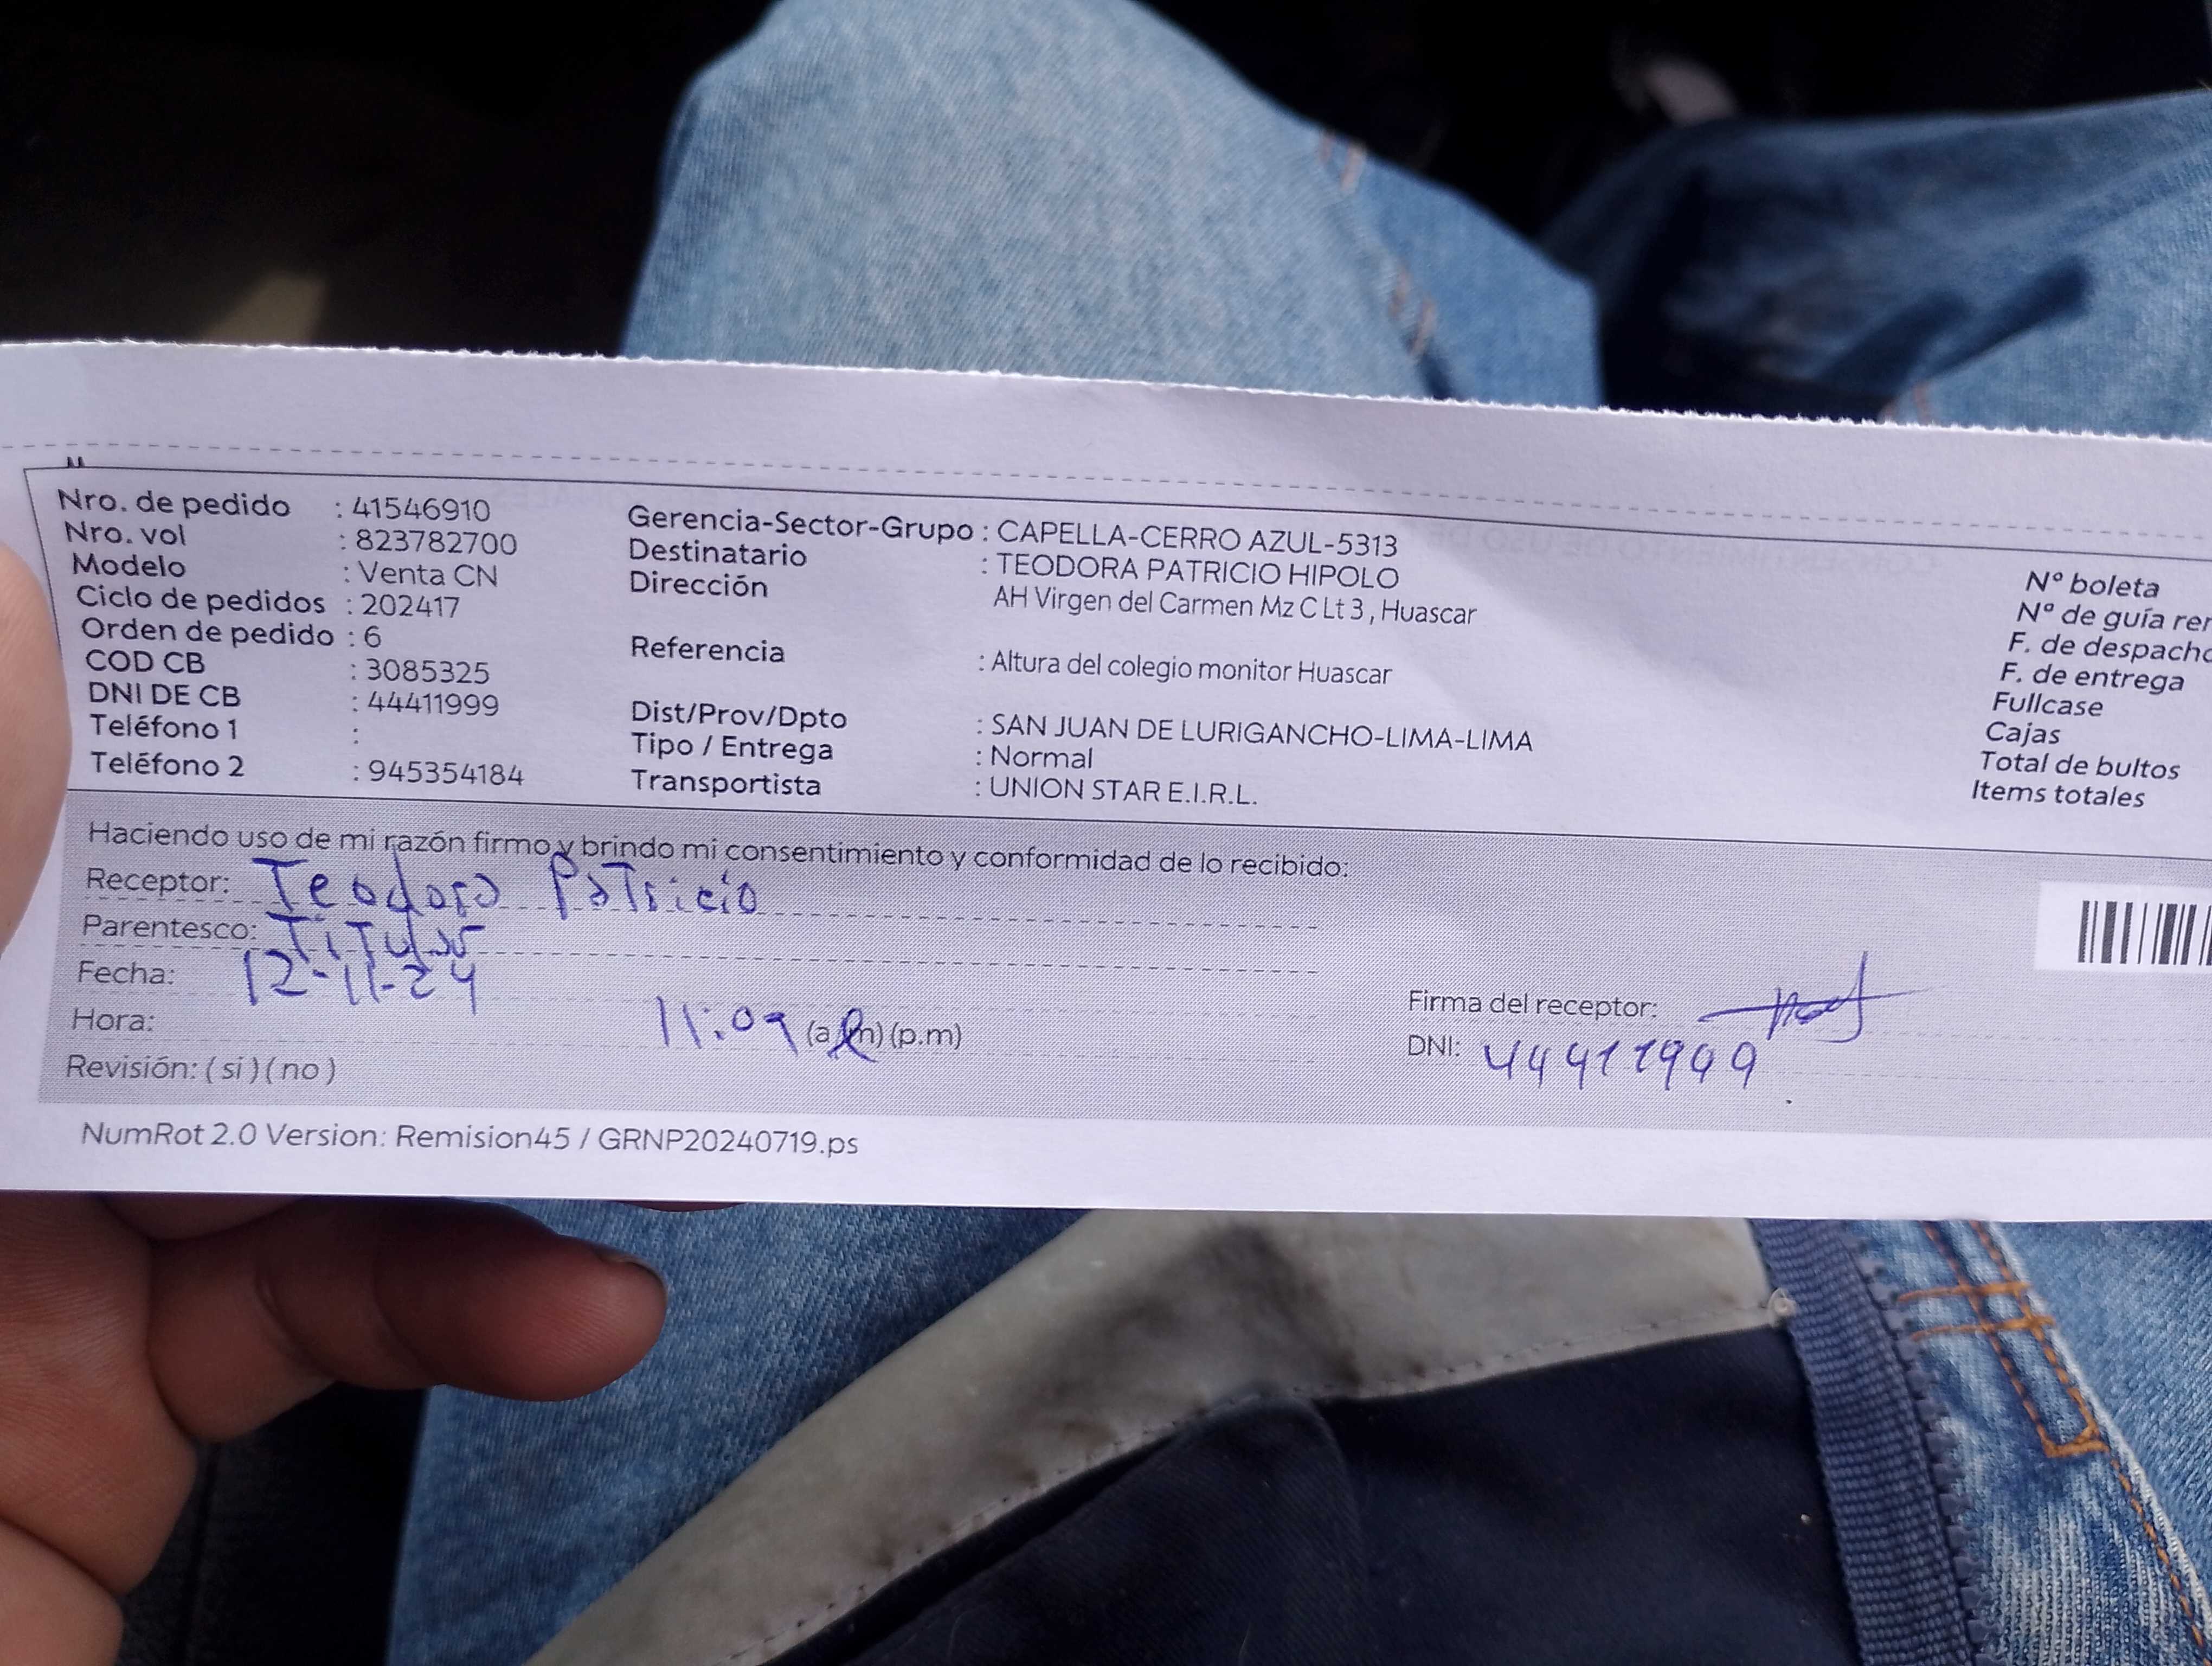 Nro. de pedido : 41546910
Nro. vol : 823782700
Modelo : Venta CN
Ciclo de pedidos : 202417
Orden de pedido : 6
COD CB : 3085325
DNI DE CB : 44411999
Teléfono 1 :
Teléfono 2 : 945354184
Gerencia-Sector-Grupo : CAPELLA-CERRO AZUL-5313
Destinatario : TEODORA PATRICIO HIPOLO
Dirección AH Virgen del Carmen Mz C Lt 3 , Huascar
Referencia : Altura del colegio monitor Huascar
Dist/Prov/Dpto : SAN JUAN DE LURIGANCHO-LIMA-LIMA
Tipo / Entrega : Normal
Transportista : UNION STAR E.I.R.L.
Nº boleta
Nº de guía
F. de despacho
F. de entrega
Fullcase
Cajas
Total de bultos
Items totales
Haciendo uso de mi razón firmo y brindo mi consentimiento y conformidad de lo recibido:
Receptor: Teodora Patricio
Parentesco: Titular
Fecha: 12-11-24
Hora: 11:09 (a.m) (p.m)
Revisión: ( si ) ( no )
Firma del receptor:
DNI: 44411999
NumRot 2.0 Version: Remision45 / GRNP20240719.ps